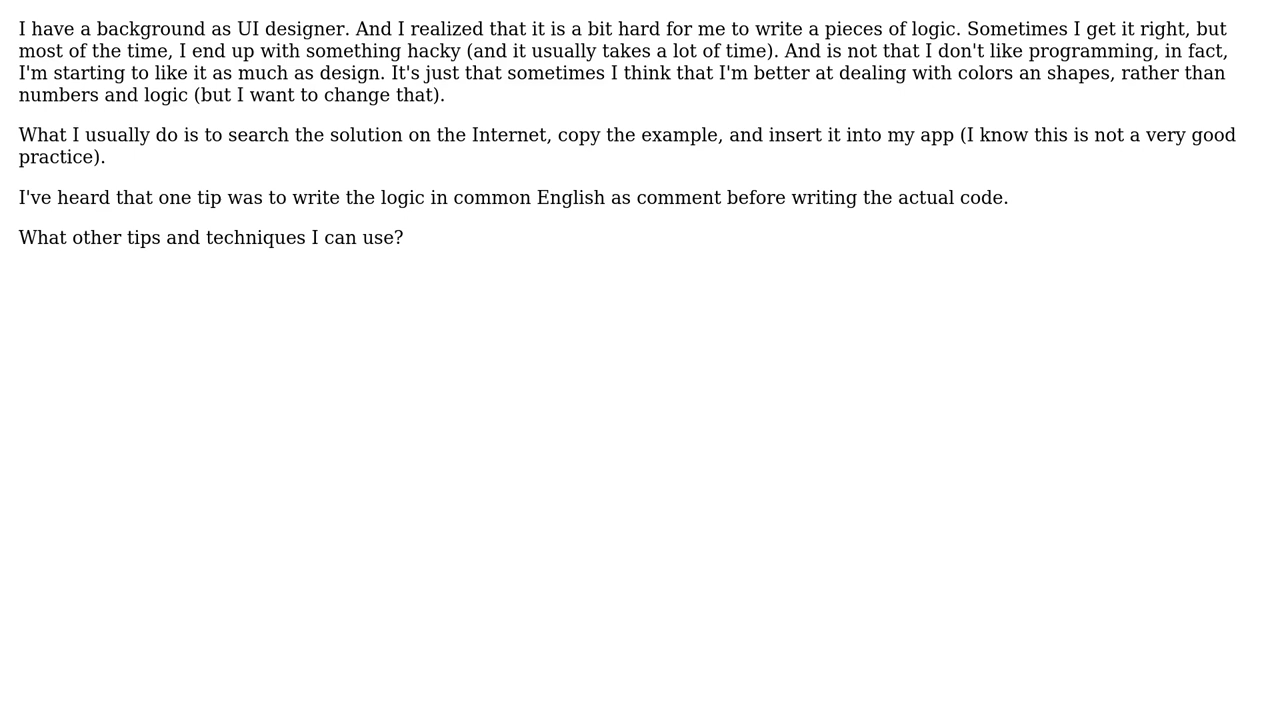 I have a background as UI designer. And I realized that it is a bit hard for me to write a pieces of logic. Sometimes I get it right, but
most of the time, I end up with something hacky (and it usually takes a lot of time). And is not that I don't like programming, in fact,
I'm starting to like it as much as design. It's just that sometimes I think that I'm better at dealing with colors an shapes, rather than
numbers and logic (but I want to change that).
What I usually do is to search the solution on the Internet, copy the example, and insert it into my app (I know this is not a very good
practice).
I've heard that one tip was to write the logic in common English as comment before writing the actual code.
What other tips and techniques I can use?